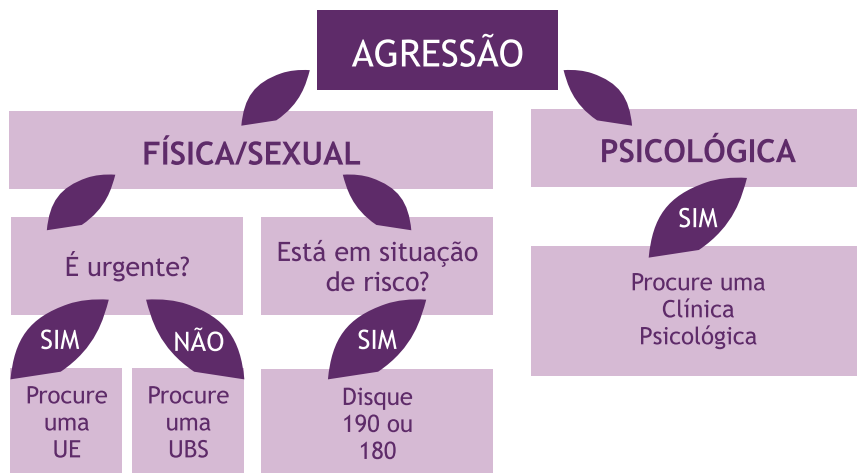 AGRESSÃO
FÍSICA/SEXUAL
PSICOLÓGICA
É urgente?
Está em situação
de risco?
SIM
Procure uma
Clínica
Psicológica
SIM
NÃO
SIM
Procure
uma
UE
Procure
uma
UBS
Disque
190 ou
180